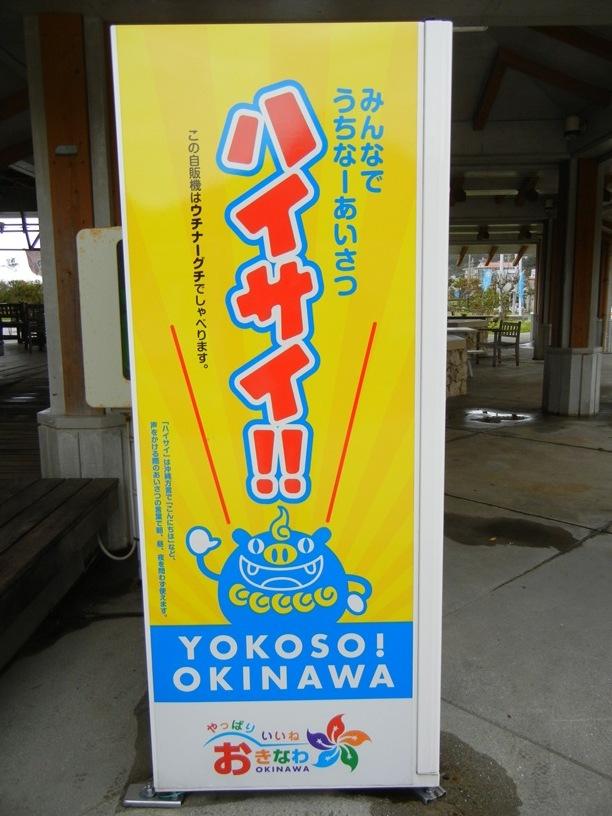 みんなで
うちなーあいさつ
ハイサイ!!
この自販機はウチナーグチでしゃべります。
「ハイサイ」は沖縄方言で「こんにちは」など、
声をかける際のあいさつの言葉で朝、昼、夜を問わず使えます。
YOKOSO!
OKINAWA
やっぱり いいね
おきなわ
OKINAWA